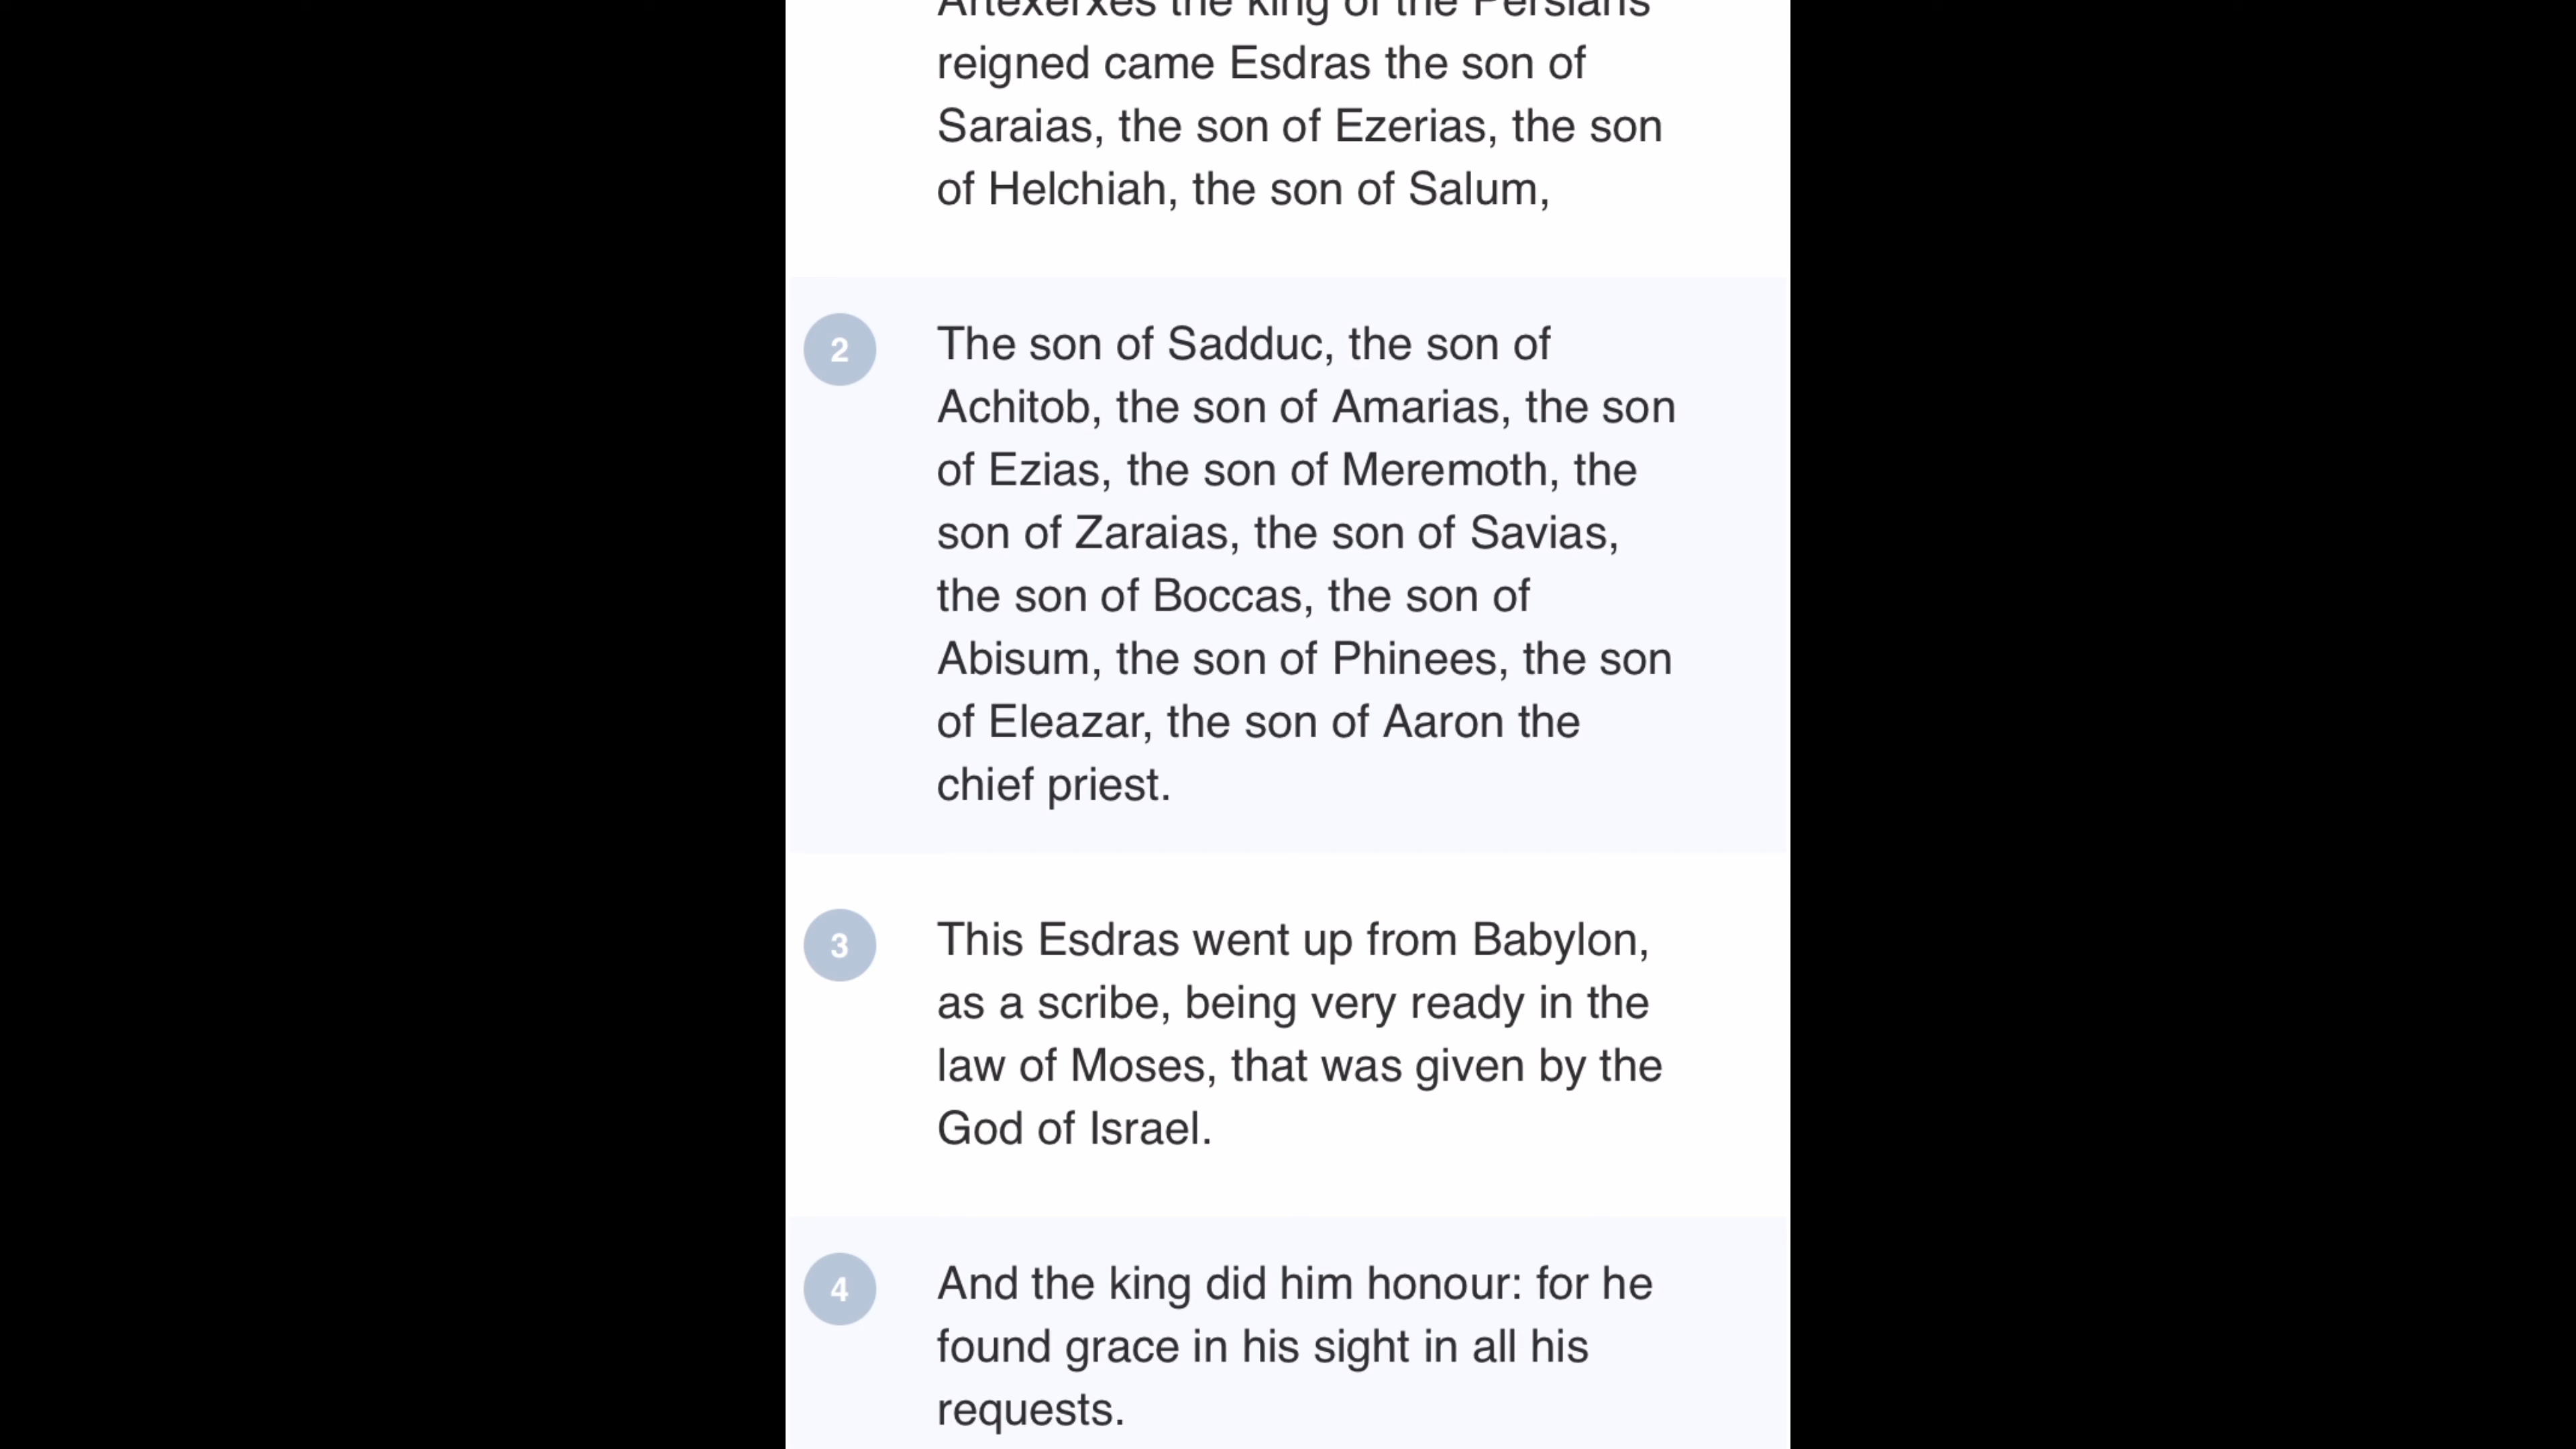 Artexerxes the king of the Persians
reigned came Esdras the son of
Saraias, the son of Ezerias, the son
of Helchiah, the son of Salum,
2
The son of Sadduc, the son of
Achitob, the son of Amarias, the son
of Ezias, the son of Meremoth, the
son of Zaraias, the son of Savias,
the son of Boccas, the son of
Abisum, the son of Phinees, the son
of Eleazar, the son of Aaron the
chief priest.
3
This Esdras went up from Babylon,
as a scribe, being very ready in the
law of Moses, that was given by the
God of Israel.
4
And the king did him honour: for he
found grace in his sight in all his
requests.